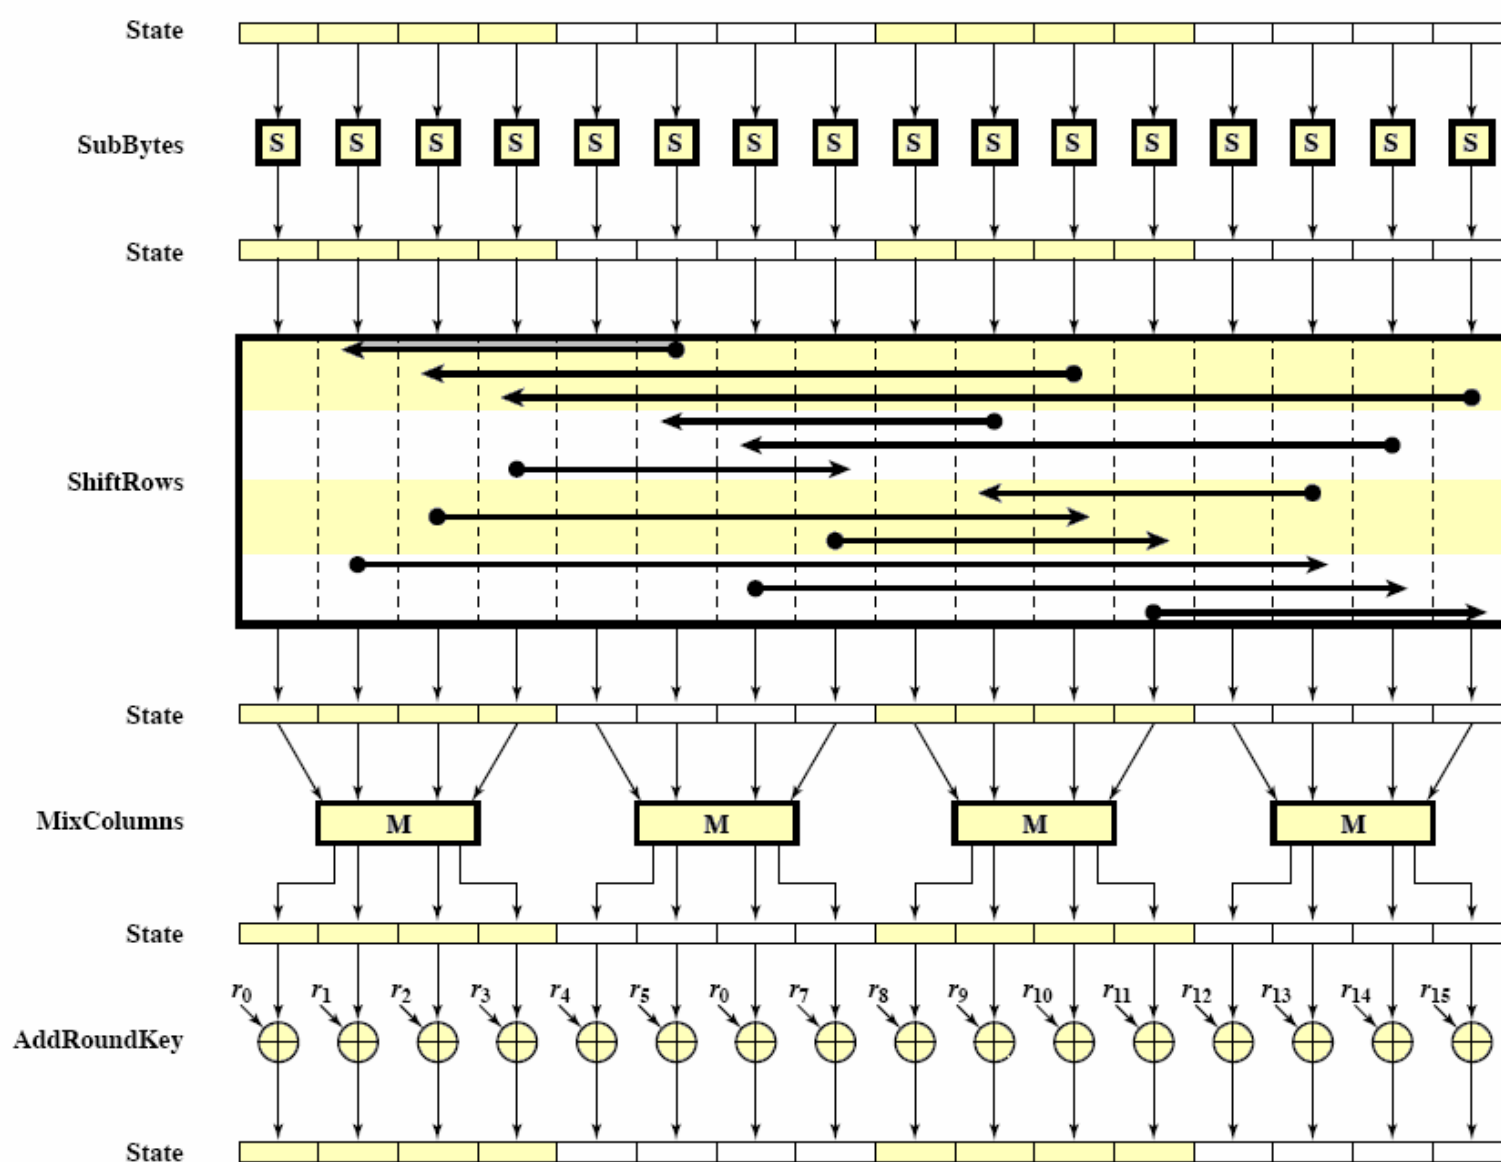 State
SubBytes S S S S S S S S S S S S S S S S
State
ShiftRows
State
MixColumns M M M M
State
r0 r1 r2 r3 r4 r5 r0 r7 r8 r9 r10 r11 r12 r13 r14 r15
AddRoundKey
State